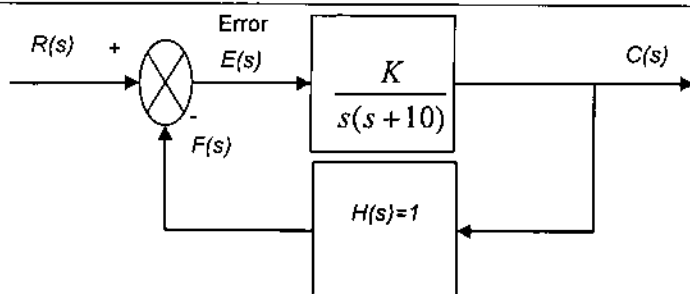 Error
R(s) + E(s) C(s)
K
s(s+10)
-
F(s)
H(s)=1